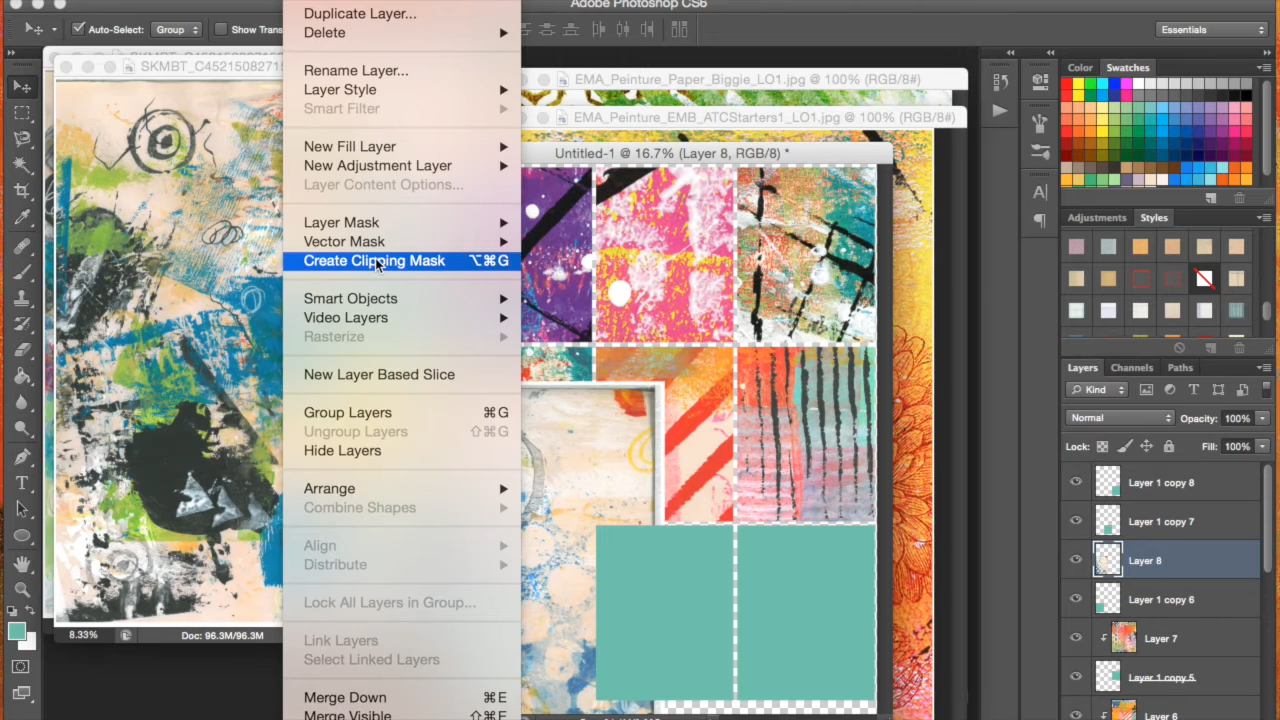 Adobe Photoshop CS6
Auto-Select: Group Show Trans
Essentials
SKMBT_C45215082715
EMA_Peinture_Paper_Biggie_LO1.jpg @ 100% (RGB/8#)
EMA_Peinture_EMB_ATCStarters1_LO1.jpg @ 100% (RGB/8#)
Untitled-1 @ 16.7% (Layer 8, RGB/8) *
Duplicate Layer...
Delete
Rename Layer...
Layer Style
Smart Filter
New Fill Layer
New Adjustment Layer
Layer Content Options...
Layer Mask
Vector Mask
Create Clipping Mask ⌥⌘G
Smart Objects
Video Layers
Rasterize
New Layer Based Slice
Group Layers ⌘G
Ungroup Layers ⇧⌘G
Hide Layers
Arrange
Combine Shapes
Align
Distribute
Lock All Layers in Group...
Link Layers
Select Linked Layers
Merge Down ⌘E
Merge Visible ⇧⌘E
8.33% Doc: 96.3M/96.3M
Color Swatches
Adjustments Styles
Layers Channels Paths
Kind
Normal Opacity: 100%
Lock: Fill: 100%
Layer 1 copy 8
Layer 1 copy 7
Layer 8
Layer 1 copy 6
Layer 7
Layer 1 copy 5
Layer 6